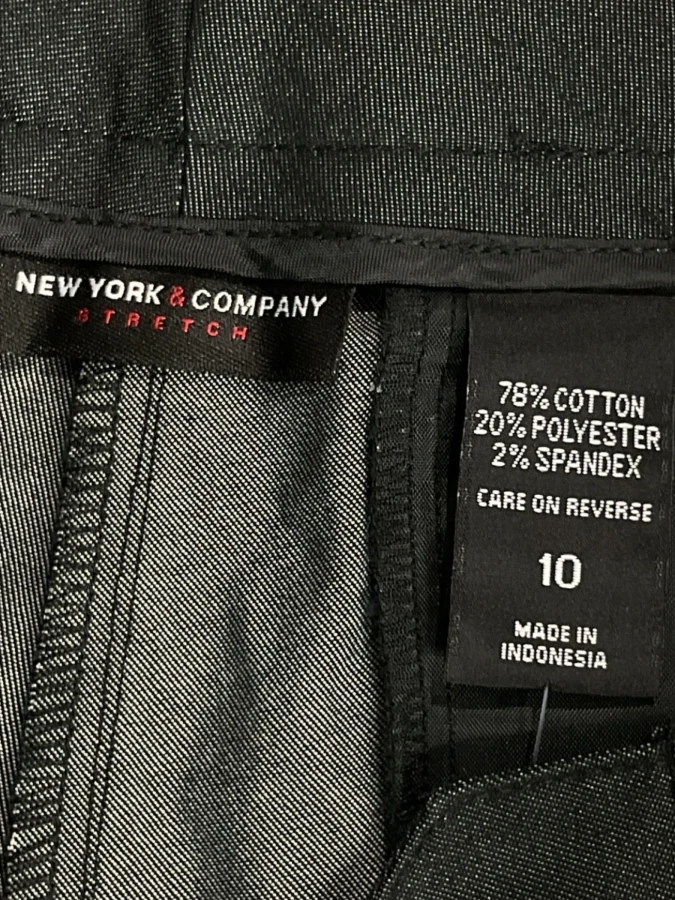 NEW YORK & COMPANY
STRETCH
78% COTTON
20% POLYESTER
2% SPANDEX
CARE ON REVERSE
10
MADE IN
INDONESIA